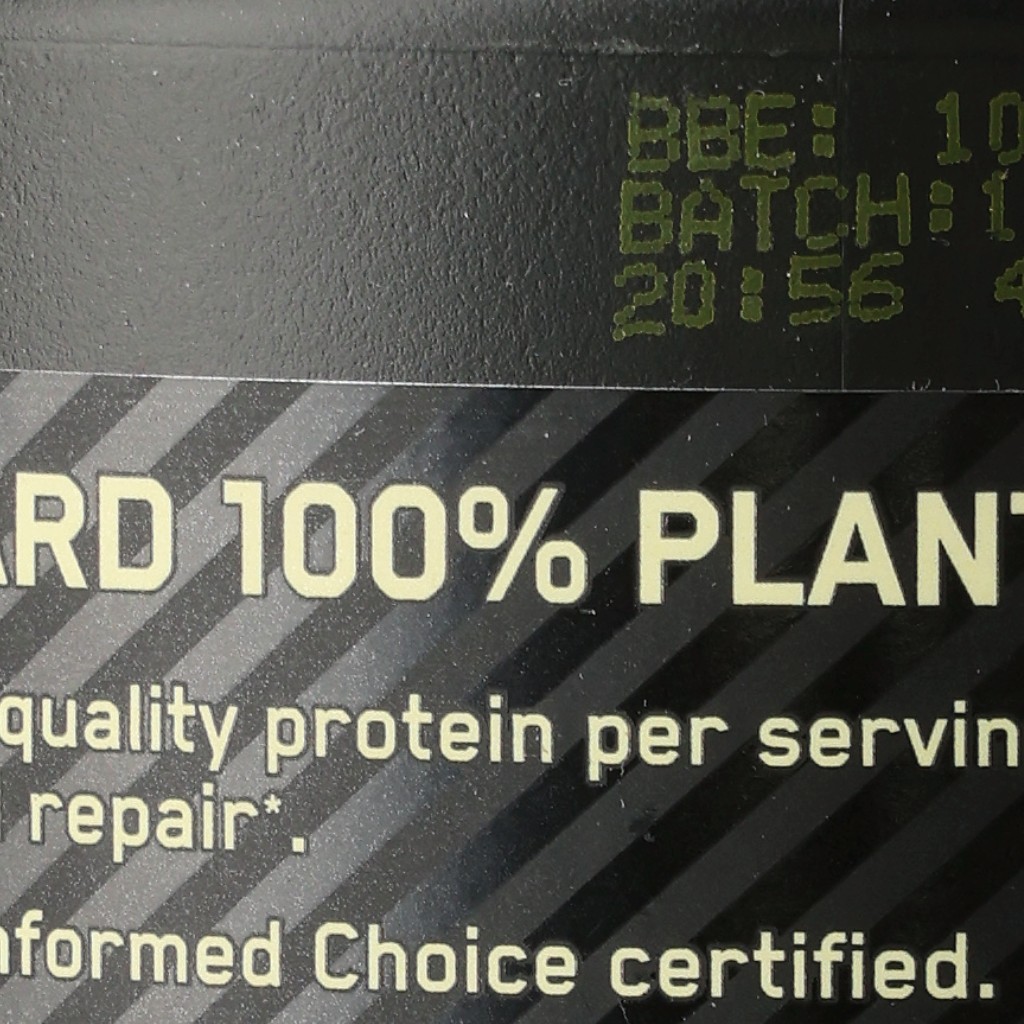 BBE: 10
BATCH:1
20:56 4
ARD 100% PLANT
quality protein per servin
repair*.
nformed Choice certified.